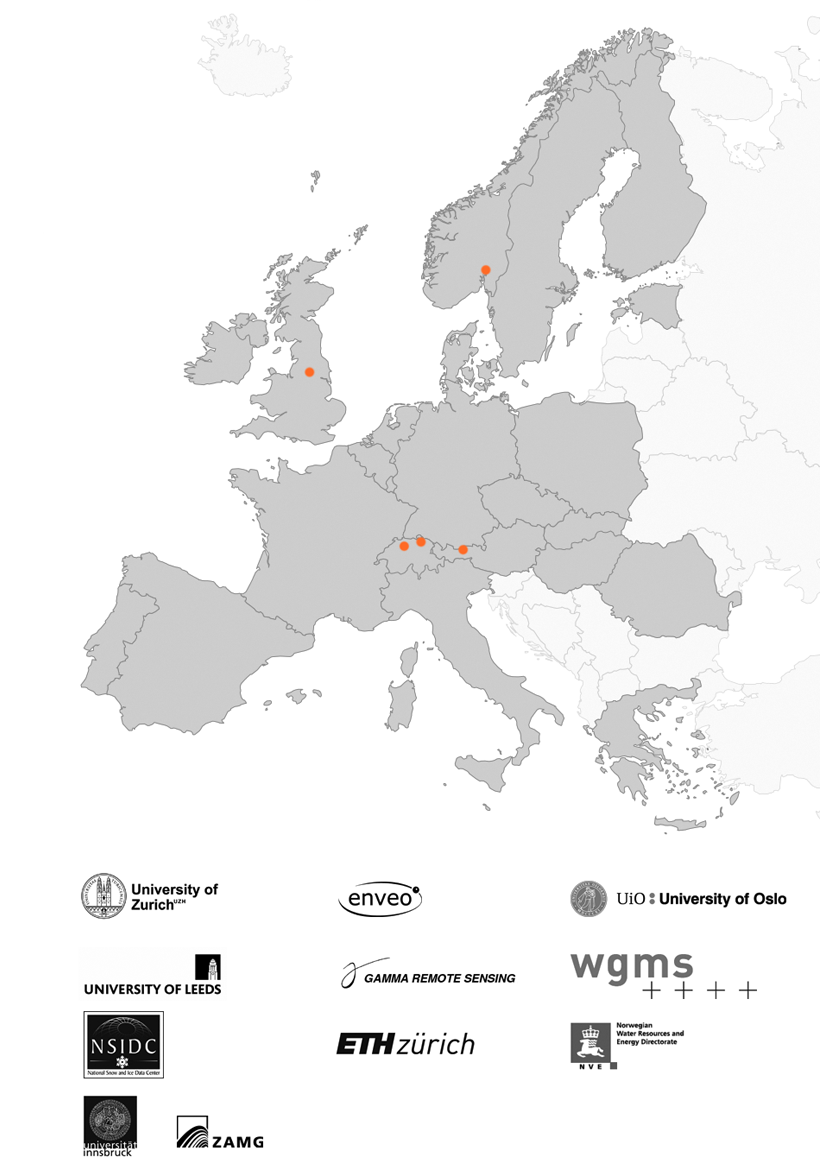 University of
Zurich UZH
enveo
UiO : University of Oslo
UNIVERSITY OF LEEDS
GAMMA REMOTE SENSING
wgms
NSIDC
National Snow and Ice Data Center
ETH zürich
Norwegian
Water Resources and
Energy Directorate
NVE
universität
innsbruck
ZAMG